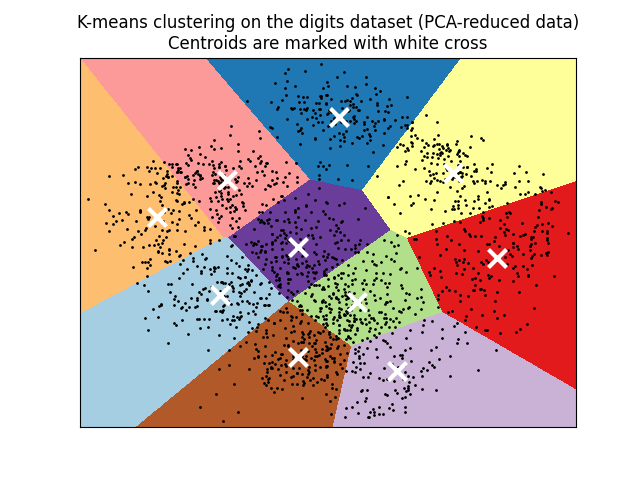 K-means clustering on the digits dataset (PCA-reduced data)
Centroids are marked with white cross